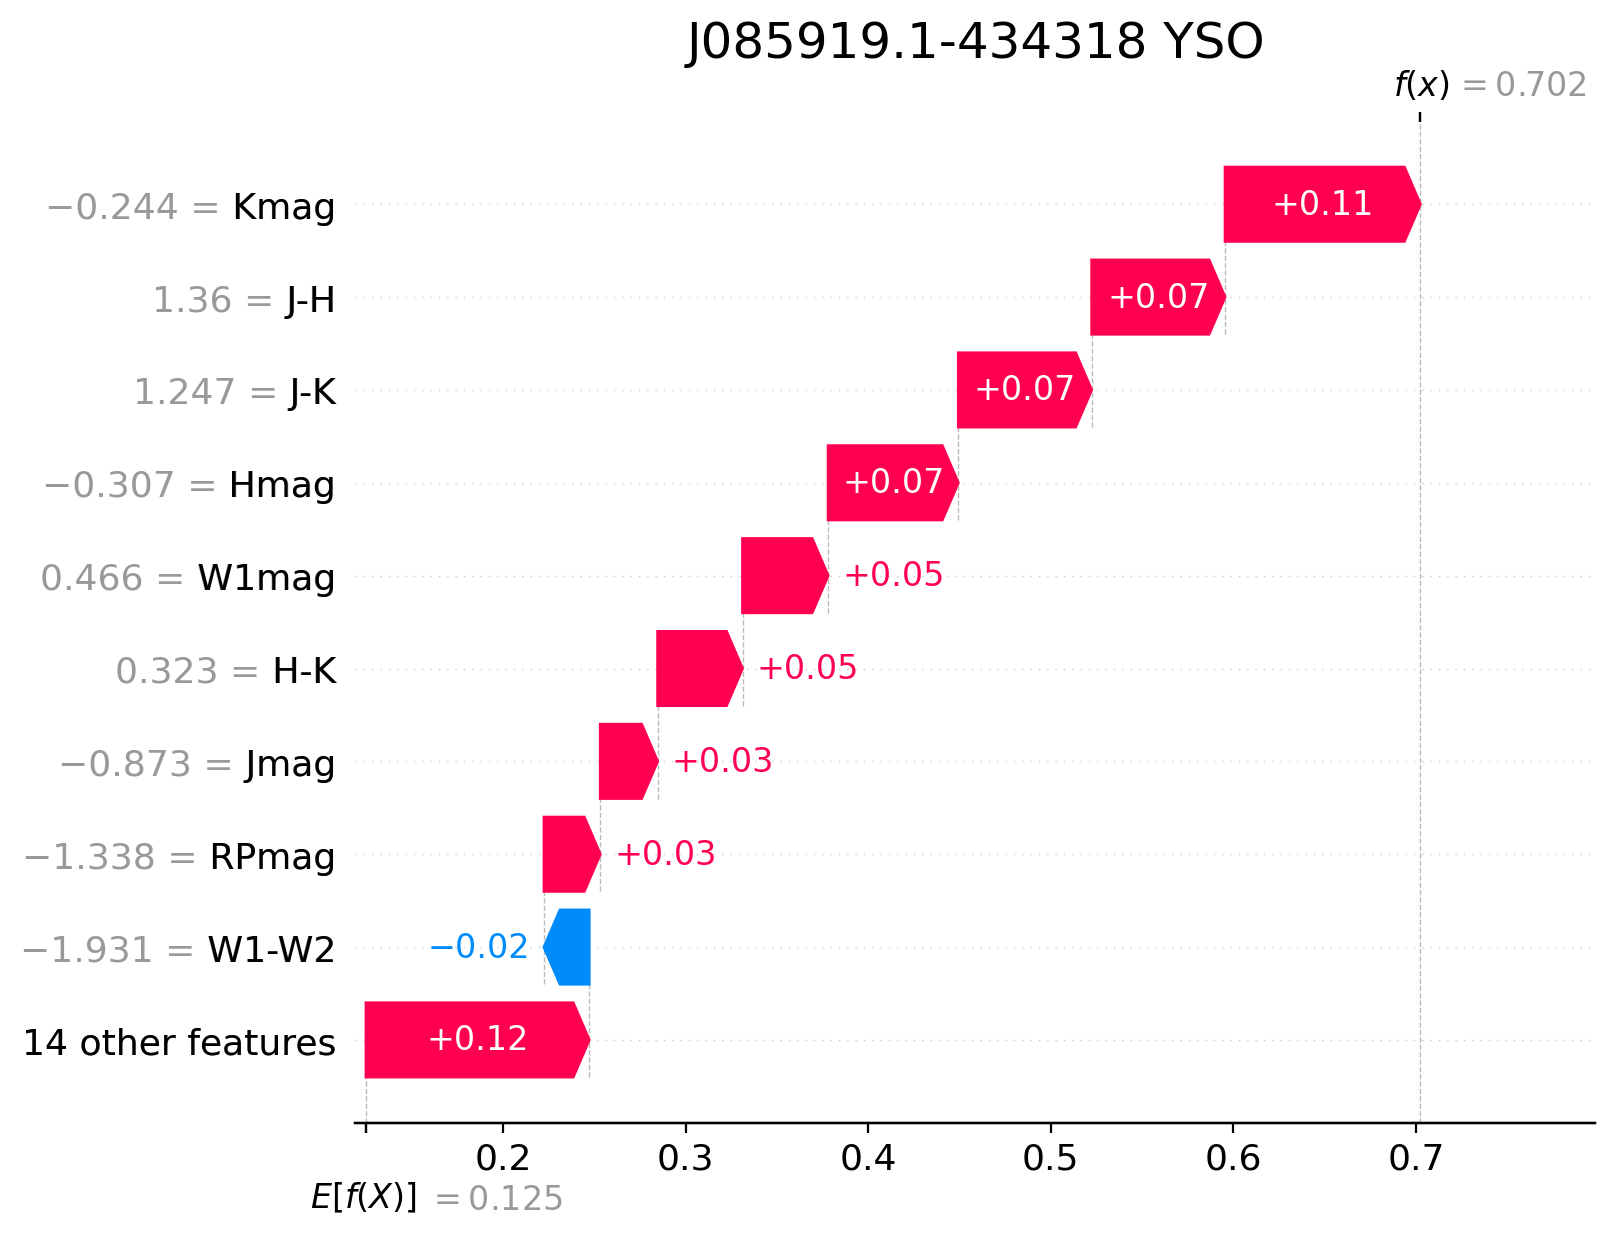 J085919.1-434318 YSO
f(x) = 0.702
−0.244 = Kmag +0.11
1.36 = J-H +0.07
1.247 = J-K +0.07
−0.307 = Hmag +0.07
0.466 = W1mag +0.05
0.323 = H-K +0.05
−0.873 = Jmag +0.03
−1.338 = RPmag +0.03
−1.931 = W1-W2 −0.02
14 other features +0.12
0.2 0.3 0.4 0.5 0.6 0.7
E[f(X)] = 0.125